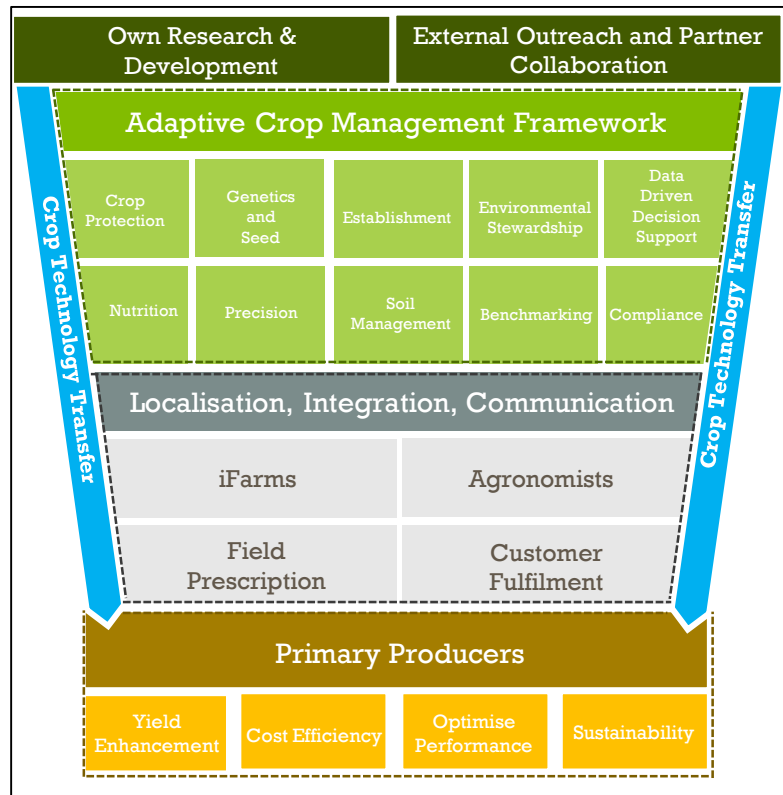 Own Research &
Development
External Outreach and Partner
Collaboration
Adaptive Crop Management Framework
Crop
Protection
Genetics
and
Seed
Establishment
Environmental
Stewardship
Data
Driven
Decision
Support
Nutrition
Precision
Soil
Management
Benchmarking
Compliance
Crop Technology Transfer
Crop Technology Transfer
Localisation, Integration, Communication
iFarms
Agronomists
Field
Prescription
Customer
Fulfilment
Primary Producers
Yield
Enhancement
Cost Efficiency
Optimise
Performance
Sustainability